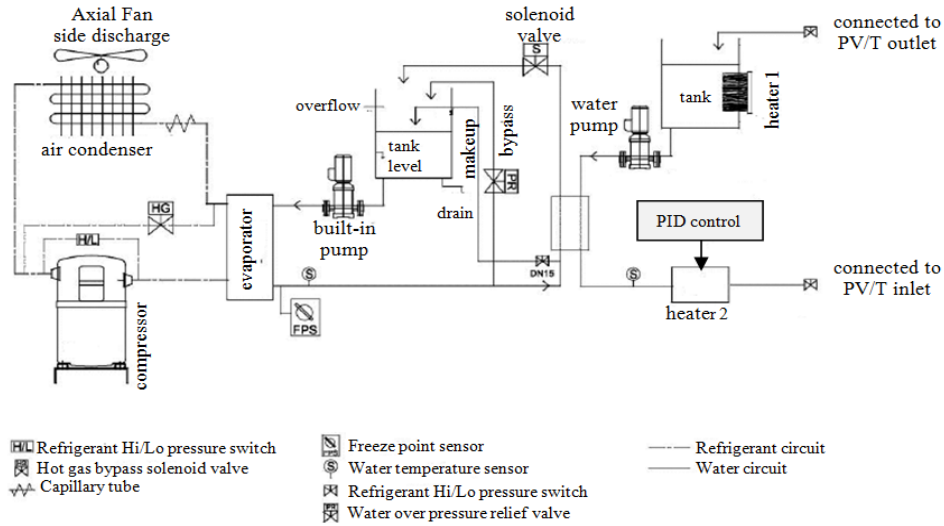 Axial Fan
side discharge
air condenser
HG
H/L
compressor
evaporator
S
FPS
built-in
pump
overflow
tank
level
makeup
drain
bypass
PR
solenoid
valve
S
DN15
water
pump
tank
heater 1
connected to
PV/T outlet
PID control
S
heater 2
connected to
PV/T inlet
H/L Refrigerant Hi/Lo pressure switch
Hot gas bypass solenoid valve
Capillary tube
Freeze point sensor
S Water temperature sensor
Refrigerant Hi/Lo pressure switch
Water over pressure relief valve
Refrigerant circuit
Water circuit